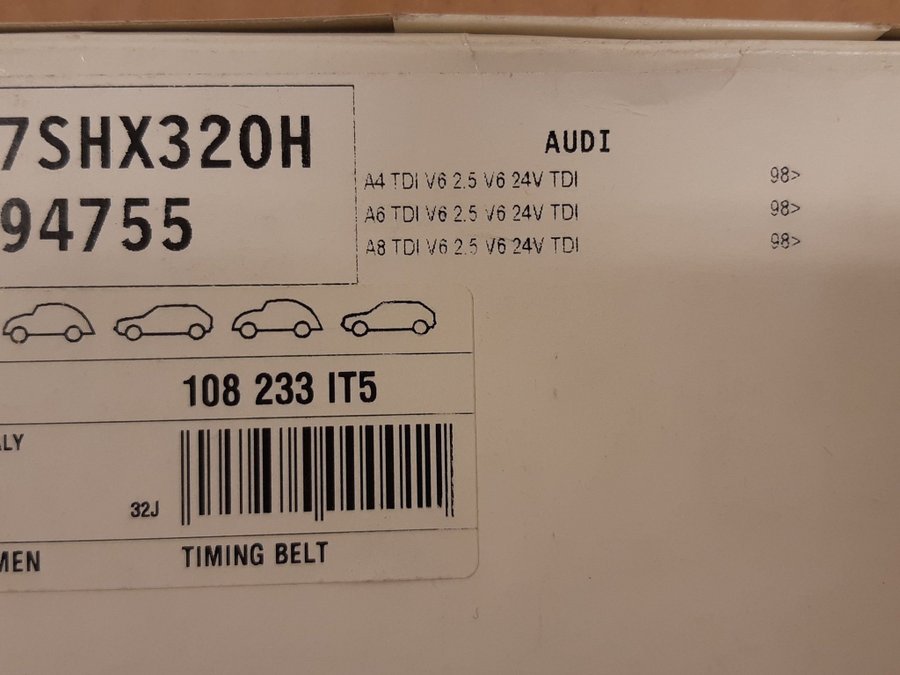 7SHX320H
94755
AUDI
A4 TDI V6 2.5 V6 24V TDI 98>
A6 TDI V6 2.5 V6 24V TDI 98>
A8 TDI V6 2.5 V6 24V TDI 98>
108 233 IT5
ALY
32J
MEN
TIMING BELT